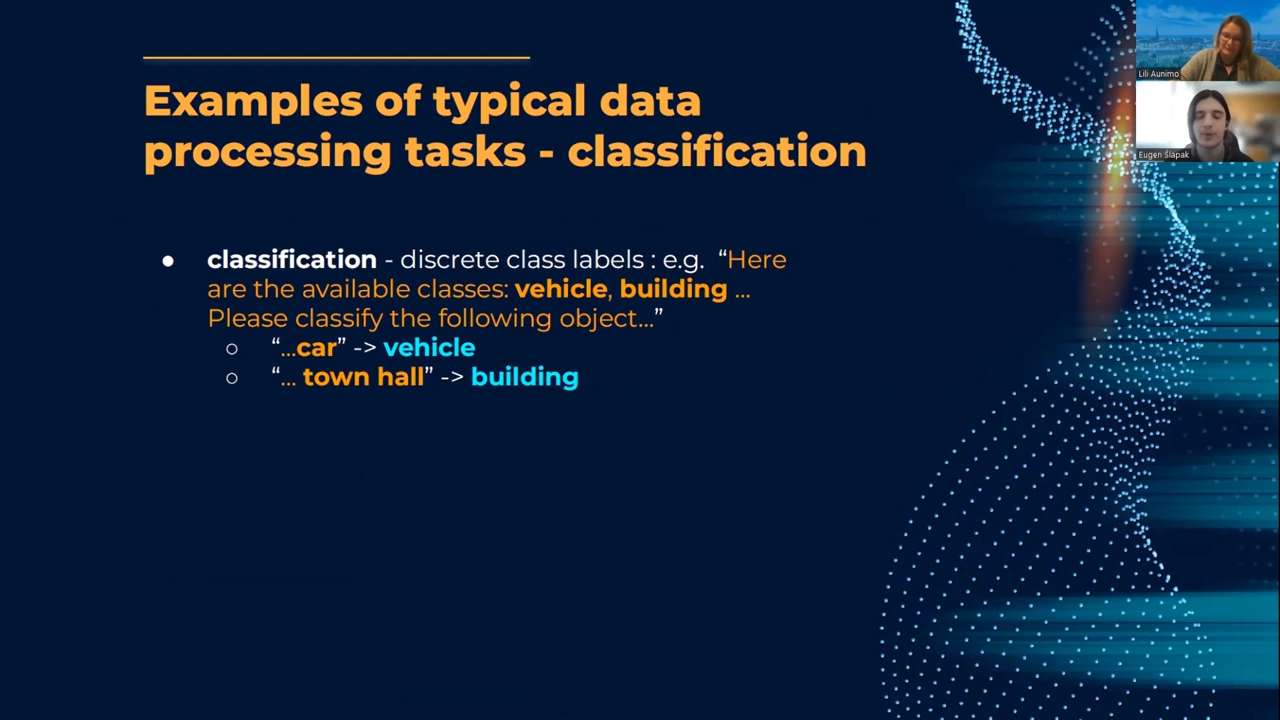 Examples of typical data
processing tasks - classification
● classification - discrete class labels : e.g. “Here
are the available classes: vehicle, building ...
Please classify the following object...”
○ “...car” -> vehicle
○ “... town hall” -> building
Lili Aunimo
Eugen Šlapak